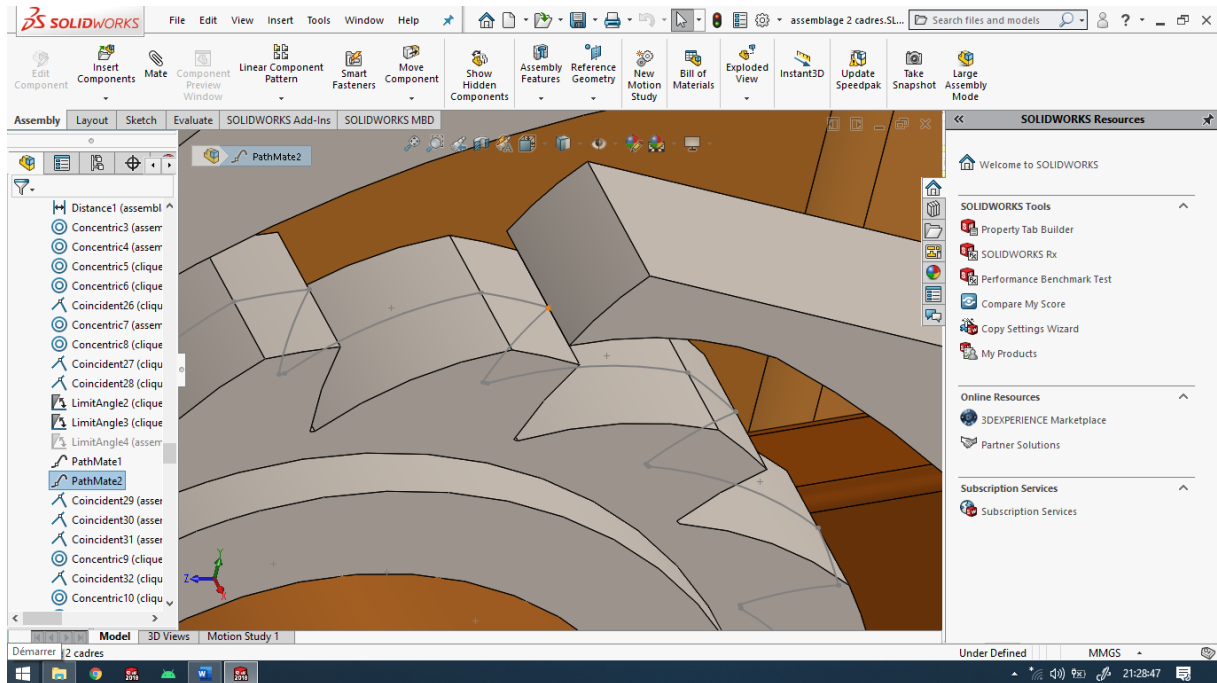 SOLIDWORKS File Edit View Insert Tools Window Help assemblage 2 cadres.SL... Search files and models
Edit Component
Insert Components
Mate
Component Preview Window
Linear Component Pattern
Smart Fasteners
Move Component
Show Hidden Components
Assembly Features
Reference Geometry
New Motion Study
Bill of Materials
Exploded View
Instant3D
Update Speedpak
Take Snapshot
Large Assembly Mode
Assembly Layout Sketch Evaluate SOLIDWORKS Add-Ins SOLIDWORKS MBD
PathMate2
Distance1 (assembl
Concentric3 (assem
Concentric4 (assem
Concentric5 (clique
Concentric6 (clique
Coincident26 (cliqu
Concentric7 (assem
Concentric8 (clique
Coincident27 (cliqu
Coincident28 (cliqu
LimitAngle2 (clique
LimitAngle3 (clique
LimitAngle4 (assem
PathMate1
PathMate2
Coincident29 (asser
Coincident30 (asser
Coincident31 (asser
Concentric9 (clique
Coincident32 (cliqu
Concentric10 (cliqu
Y
Z
X
SOLIDWORKS Resources
Welcome to SOLIDWORKS
SOLIDWORKS Tools
Property Tab Builder
SOLIDWORKS Rx
Performance Benchmark Test
Compare My Score
Copy Settings Wizard
My Products
Online Resources
3DEXPERIENCE Marketplace
Partner Solutions
Subscription Services
Subscription Services
Model 3D Views Motion Study 1
Démarrer 2 cadres
Under Defined MMGS
21:28:47